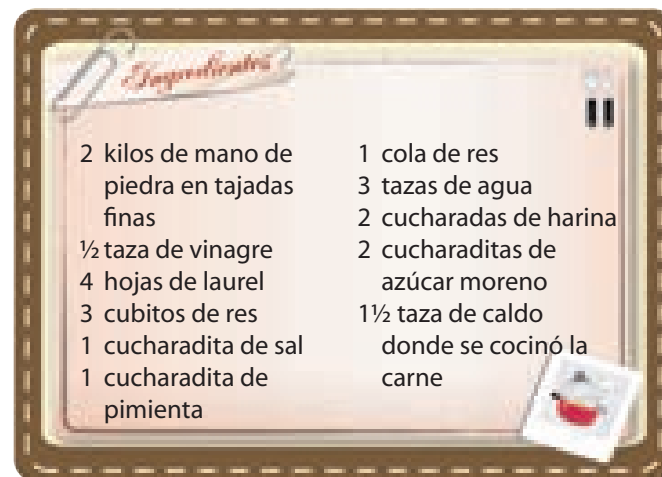 Ingredientes
2 kilos de mano de
piedra en tajadas
finas
½ taza de vinagre
4 hojas de laurel
3 cubitos de res
1 cucharadita de sal
1 cucharadita de
pimienta
1 cola de res
3 tazas de agua
2 cucharadas de harina
2 cucharaditas de
azúcar moreno
1½ taza de caldo
donde se cocinó la
carne